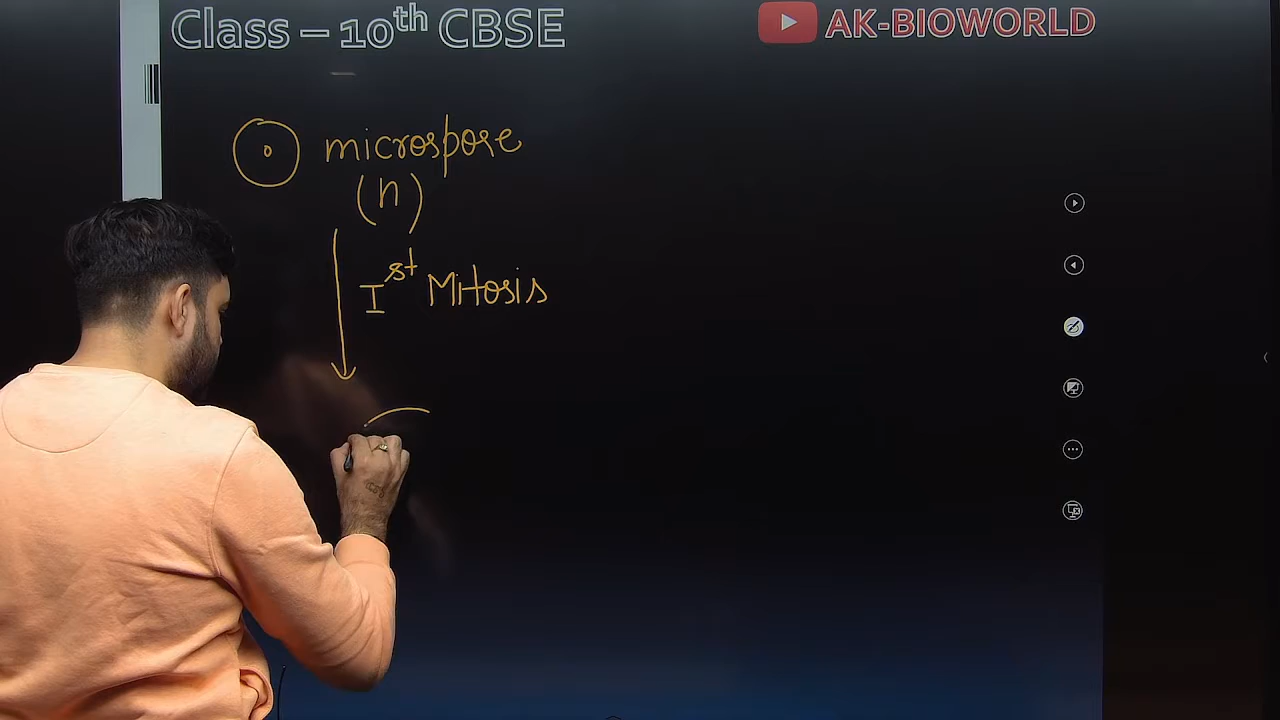 Class – 10th CBSE
AK-BIOWORLD
microspore
(n)
Ist Mitosis